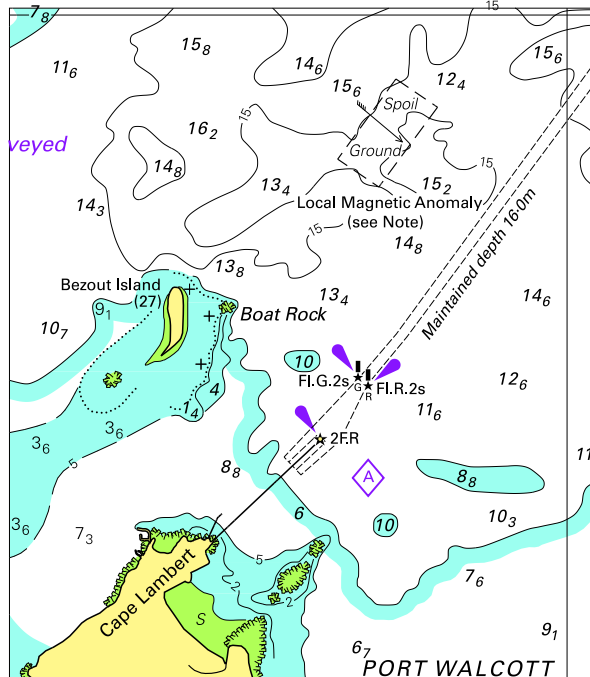 7₈
15
15₈
14₆
15₆
11₆
15₆
12₄
Spoil
15
16₂
veyed
Ground
15
14₈
13₄
15₂
14₃
Local Magnetic Anomaly
15
(see Note)
14₈
13₈
Maintained depth 16·0m
Bezout Island
(27)
13₄
14₆
9₁
Boat Rock
10₇
10
Fl.G.2s
G
R
Fl.R.2s
12₆
4
1₄
11₆
3₆
3₆
2F.R
5
8₈
11
A
8₈
3₆
7₃
6
10
10₃
5
2
7₆
2
Cape Lambert
S
9₁
6₇
PORT WALCOTT